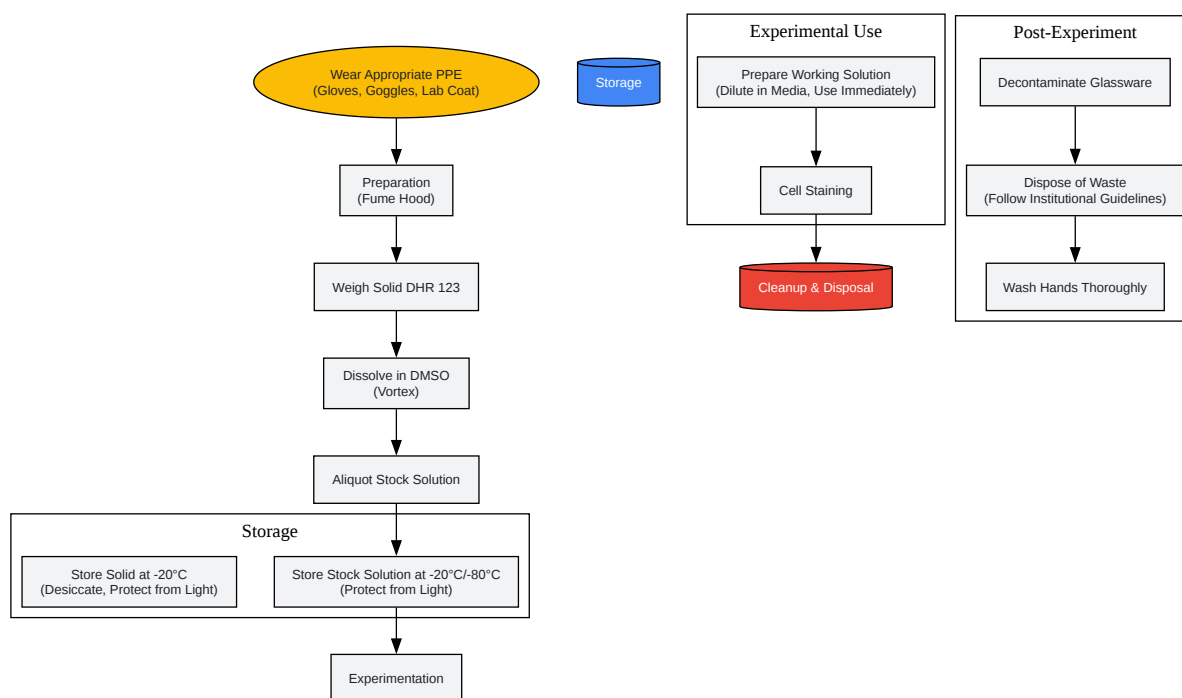 Wear Appropriate PPE
(Gloves, Goggles, Lab Coat)
Preparation
(Fume Hood)
Weigh Solid DHR 123
Dissolve in DMSO
(Vortex)
Aliquot Stock Solution
Storage
Store Solid at -20°C
(Desiccate, Protect from Light)
Store Stock Solution at -20°C/-80°C
(Protect from Light)
Experimentation
Storage
Experimental Use
Prepare Working Solution
(Dilute in Media, Use Immediately)
Cell Staining
Cleanup & Disposal
Post-Experiment
Decontaminate Glassware
Dispose of Waste
(Follow Institutional Guidelines)
Wash Hands Thoroughly